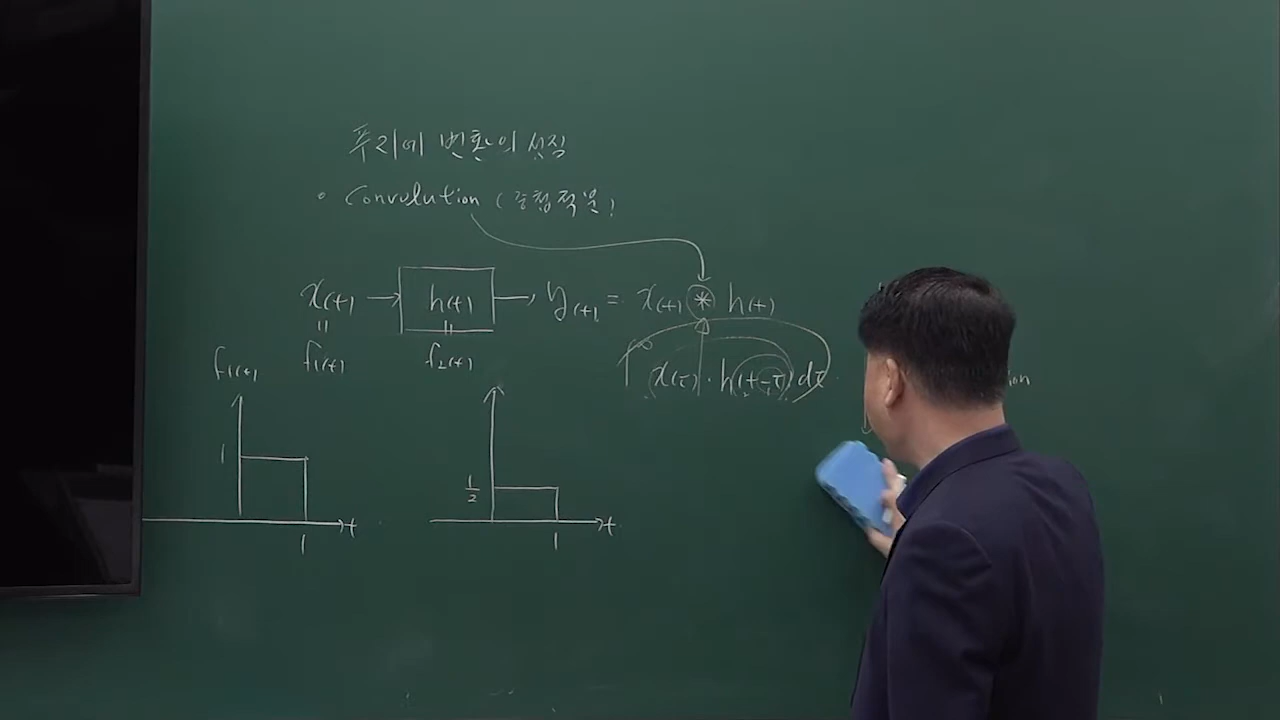 푸리에 변환의 성질
• Convolution (중첩적분)
x(t) → h(t) → y(t) = x(t) * h(t)
f₁(t) f₂(t)
∫ x(τ) · h(t-τ) dτ
f₁(t)
1
1/2
t
1
t
1
ion